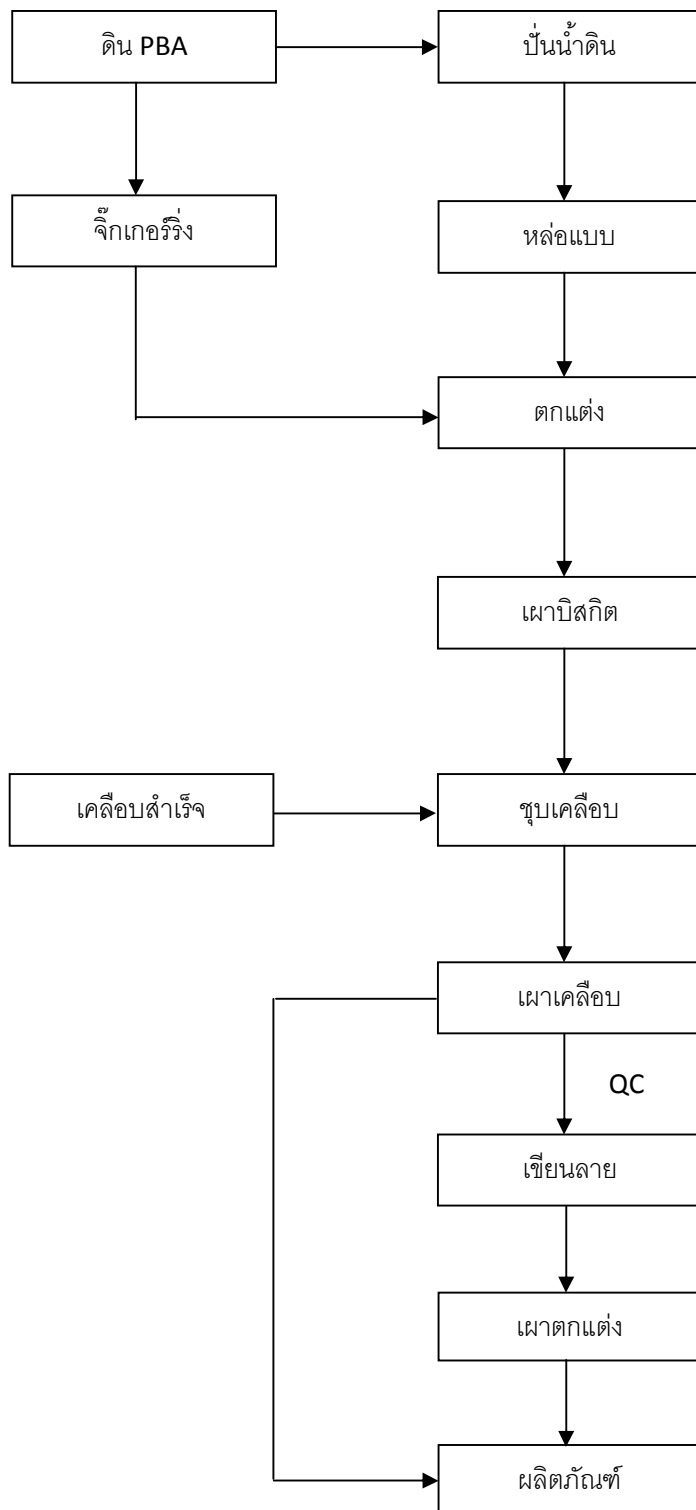 ดิน PBA
ปั่นน้ำดิน
จิ๊กเกอร์ริ่ง
หล่อแบบ
ตกแต่ง
เผาบิสกิต
เคลือบสำเร็จ
ชุบเคลือบ
เผาเคลือบ
QC
เขียนลาย
เผาตกแต่ง
ผลิตภัณฑ์